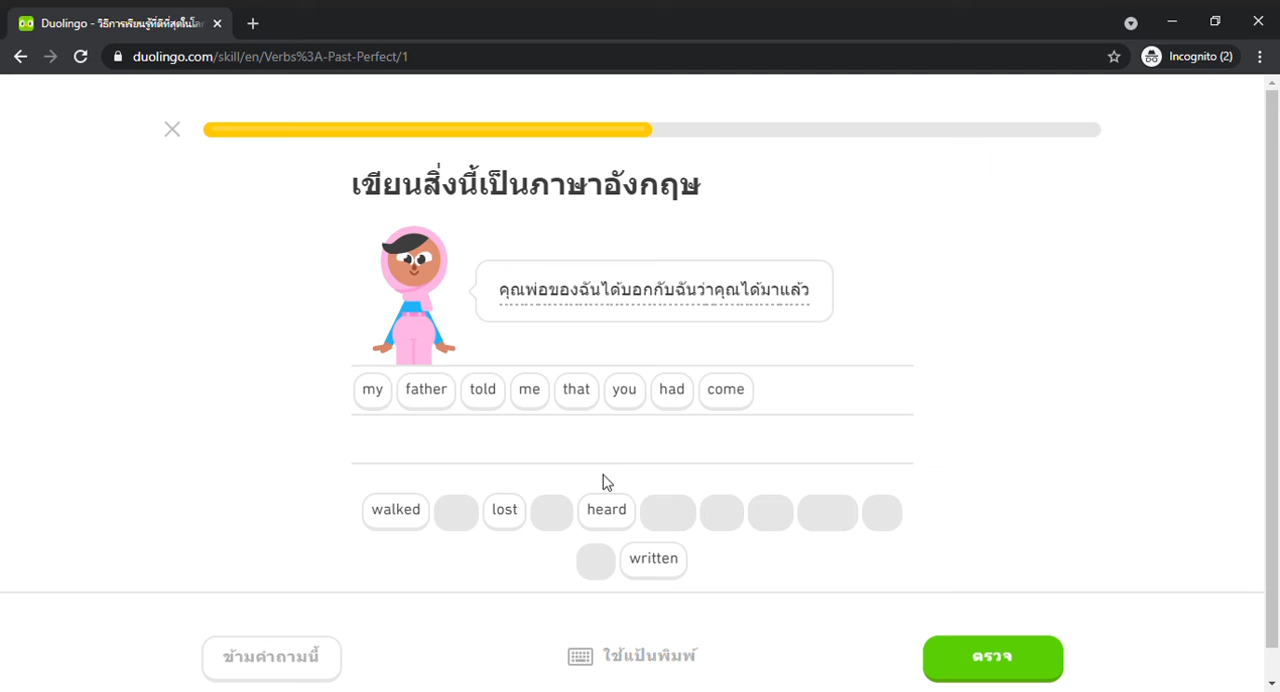 Duolingo - วิธีการเรียนรู้ที่ดีที่สุดในโลก
duolingo.com/skill/en/Verbs%3A-Past-Perfect/1
Incognito (2)
เขียนสิ่งนี้เป็นภาษาอังกฤษ
คุณพ่อของฉันได้บอกกับฉันว่าคุณได้มาแล้ว
my father told me that you had come
walked lost heard
written
ข้ามคำถามนี้
ใช้แป้นพิมพ์
ตรวจ